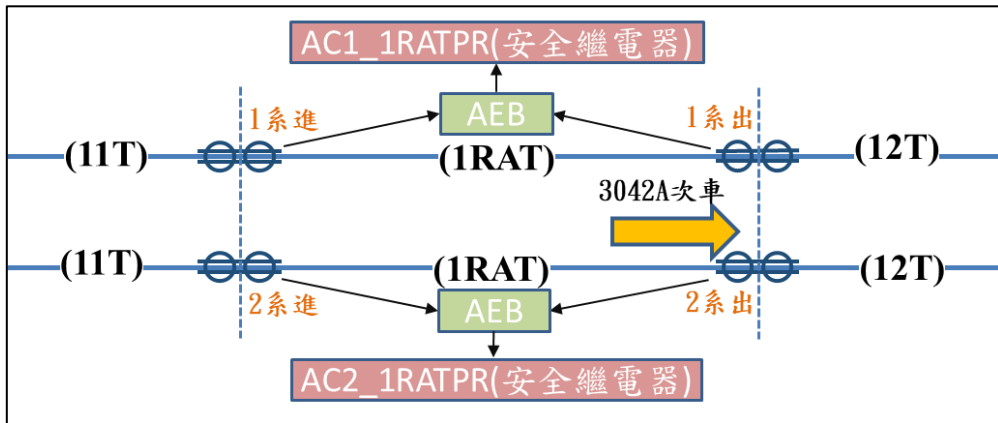 AC1_1RATPR(安全繼電器)
AEB
1系進
1系出
(11T)
(1RAT)
(12T)
3042A次車
(11T)
(1RAT)
(12T)
2系進
AEB
2系出
AC2_1RATPR(安全繼電器)